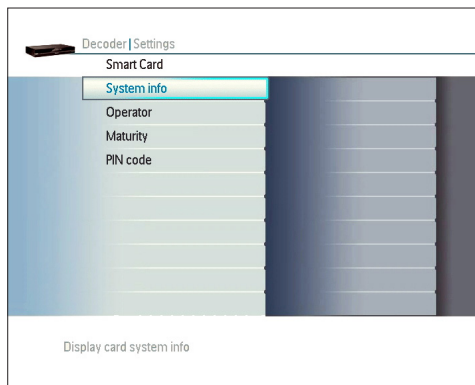 Decoder|Settings
Smart Card
System info
Operator
Maturity
PIN code
Display card system info